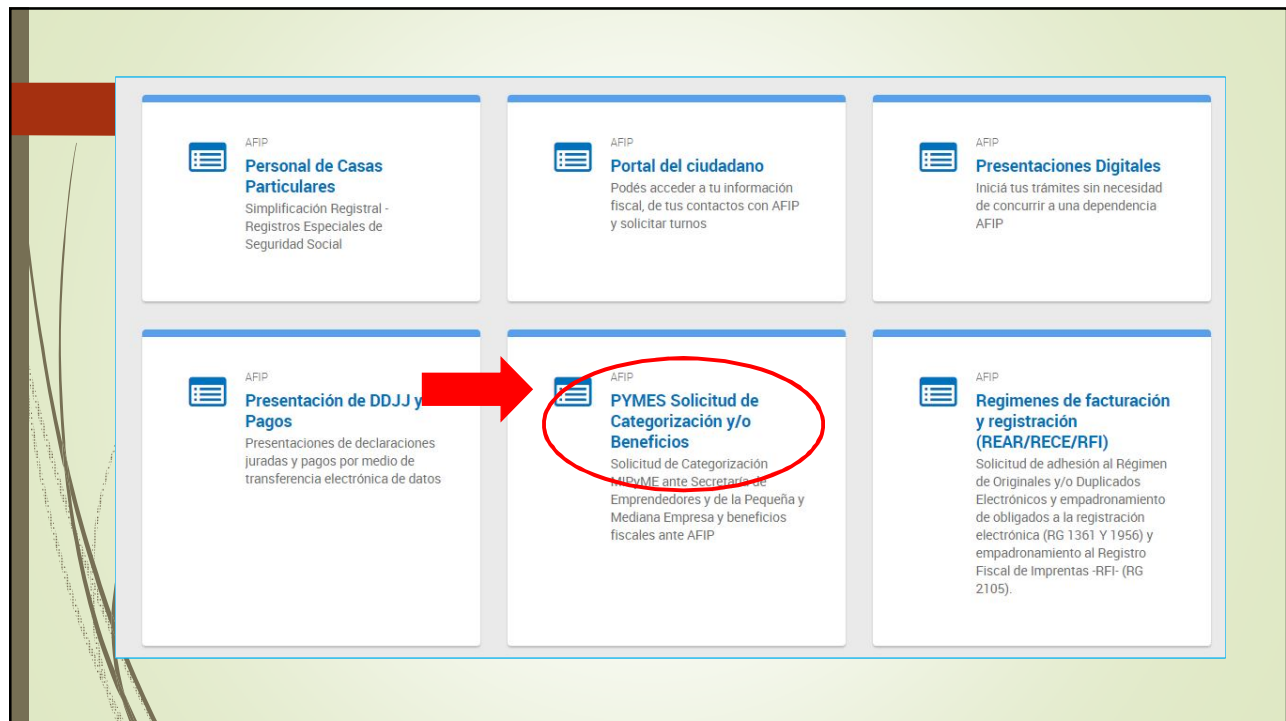 AFIP
Personal de Casas
Particulares
Simplificación Registral -
Registros Especiales de
Seguridad Social
AFIP
Portal del ciudadano
Podés acceder a tu información
fiscal, de tus contactos con AFIP
y solicitar turnos
AFIP
Presentaciones Digitales
Iniciá tus trámites sin necesidad
de concurrir a una dependencia
AFIP
AFIP
Presentación de DDJJ y
Pagos
Presentaciones de declaraciones
juradas y pagos por medio de
transferencia electrónica de datos
AFIP
PYMES Solicitud de
Categorización y/o
Beneficios
Solicitud de Categorización
MIPyME ante Secretaría de
Emprendedores y de la Pequeña y
Mediana Empresa y beneficios
fiscales ante AFIP
AFIP
Regimenes de facturación
y registración
(REAR/RECE/RFI)
Solicitud de adhesión al Régimen
de Originales y/o Duplicados
Electrónicos y empadronamiento
de obligados a la registración
electrónica (RG 1361 Y 1956) y
empadronamiento al Registro
Fiscal de Imprentas -RFI- (RG
2105).